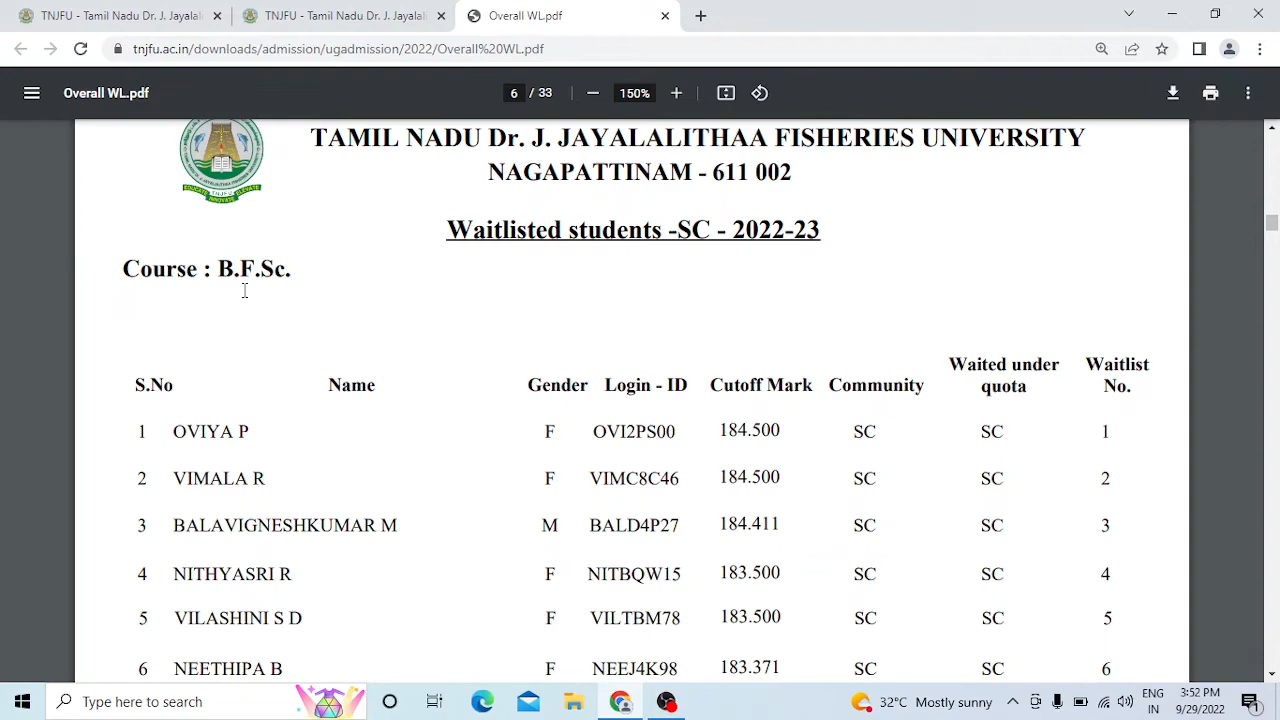 TNJFU - Tamil Nadu Dr. J. Jayalal
TNJFU - Tamil Nadu Dr. J. Jayalal
Overall WL.pdf
tnjfu.ac.in/downloads/admission/ugadmission/2022/Overall%20WL.pdf
Overall WL.pdf
6 / 33
150%
TAMIL NADU Dr. J. JAYALALITHAA FISHERIES UNIVERSITY
NAGAPATTINAM - 611 002
TNJFU
EDUCATE INNOVATE ELEVATE
Waitlisted students -SC - 2022-23
Course : B.F.Sc.
S.No Name Gender Login - ID Cutoff Mark Community Waited under quota Waitlist No.
1 OVIYA P F OVI2PS00 184.500 SC SC 1
2 VIMALA R F VIMC8C46 184.500 SC SC 2
3 BALAVIGNESHKUMAR M M BALD4P27 184.411 SC SC 3
4 NITHYASRI R F NITBQW15 183.500 SC SC 4
5 VILASHINI S D F VILTBM78 183.500 SC SC 5
6 NEETHIPA B F NEEJ4K98 183.371 SC SC 6
Type here to search
32°C Mostly sunny
ENG
IN
3:52 PM
9/29/2022
1